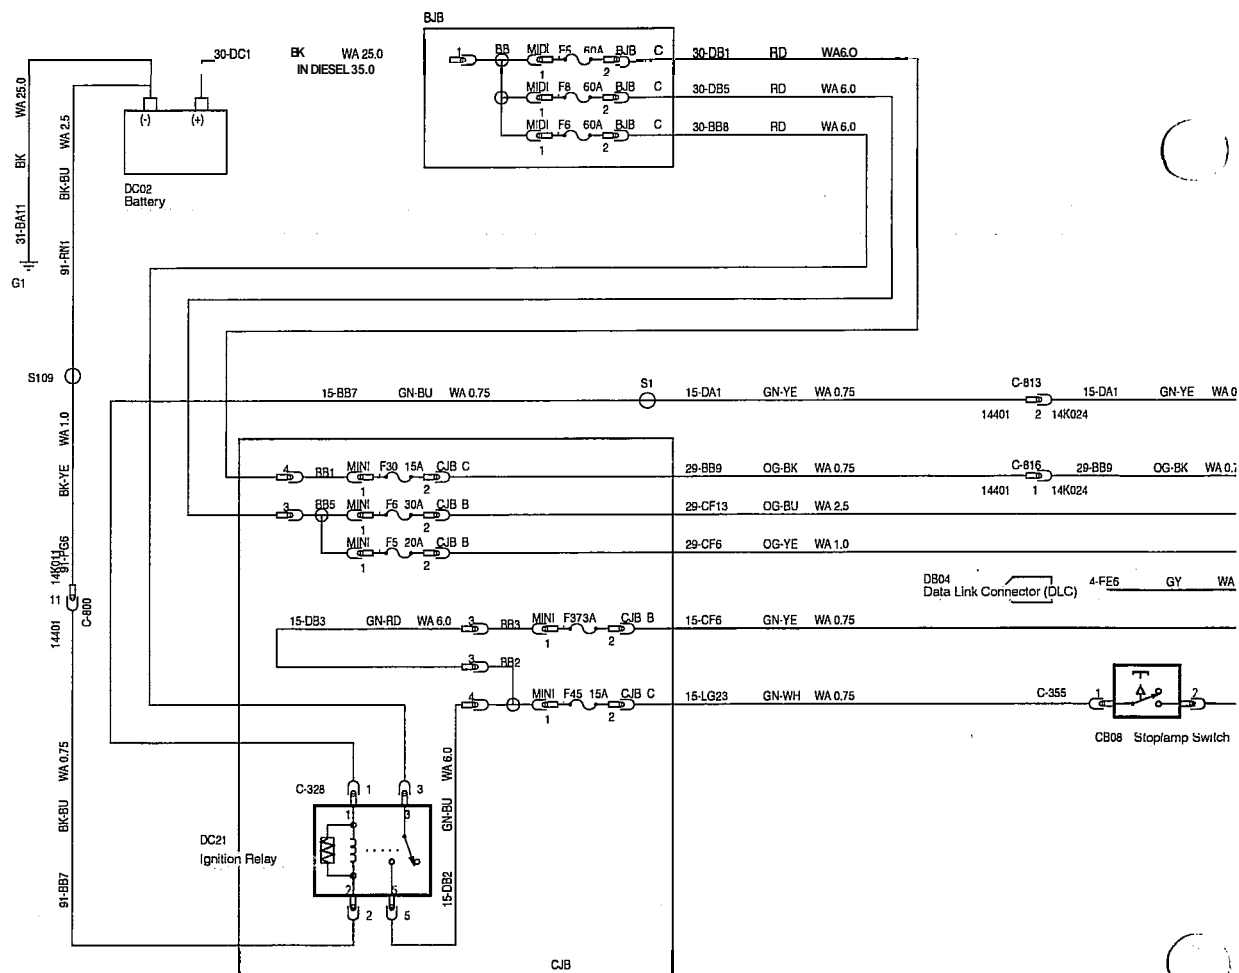 BJB
30-DC1 BK WA 25.0
IN DIESEL 35.0
1 BB MIDI F5 60A BJB C 30-DB1 RD WA6.0
1 2
MIDI F8 60A BJB C 30-DB5 RD WA 6.0
1 2
MIDI F6 60A BJB C 30-BB8 RD WA 6.0
1 2
(-) (+)
DC02
Battery
31-BA11 BK WA 25.0
91-RN1 BK-BU WA 2.5
G1
S109
15-BB7 GN-BU WA 0.75 S1 15-DA1 GN-YE WA 0.75 C-813 15-DA1 GN-YE WA 0
14401 2 14K024
4 BB1 MINI F30 15A CJB C 29-BB9 OG-BK WA 0.75 C-816 29-BB9 OG-BK WA 0.7
1 2 14401 1 14K024
3 BB5 MINI F6 30A CJB B 29-CF13 OG-BU WA 2.5
1 2
MINI F5 20A CJB B 29-CF6 OG-YE WA 1.0
1 2
91-PG6 BK-YE WA 1.0
14K011
11
14401
C-800
DB04
Data Link Connector (DLC)
4-FE6 GY WA
15-DB3 GN-RD WA 6.0 3 BB3 MINI F373A CJB B 15-CF6 GN-YE WA 0.75
1 2
3 BB2
4 MINI F45 15A CJB C 15-LG23 GN-WH WA 0.75 C-355 1 2
1 2
CB08 Stoplamp Switch
91-BB7 BK-BU WA 0.75
15-DB2 GN-BU WA 6.0
C-328 1 3
1 3
DC21
Ignition Relay
2 5
2 5
CJB